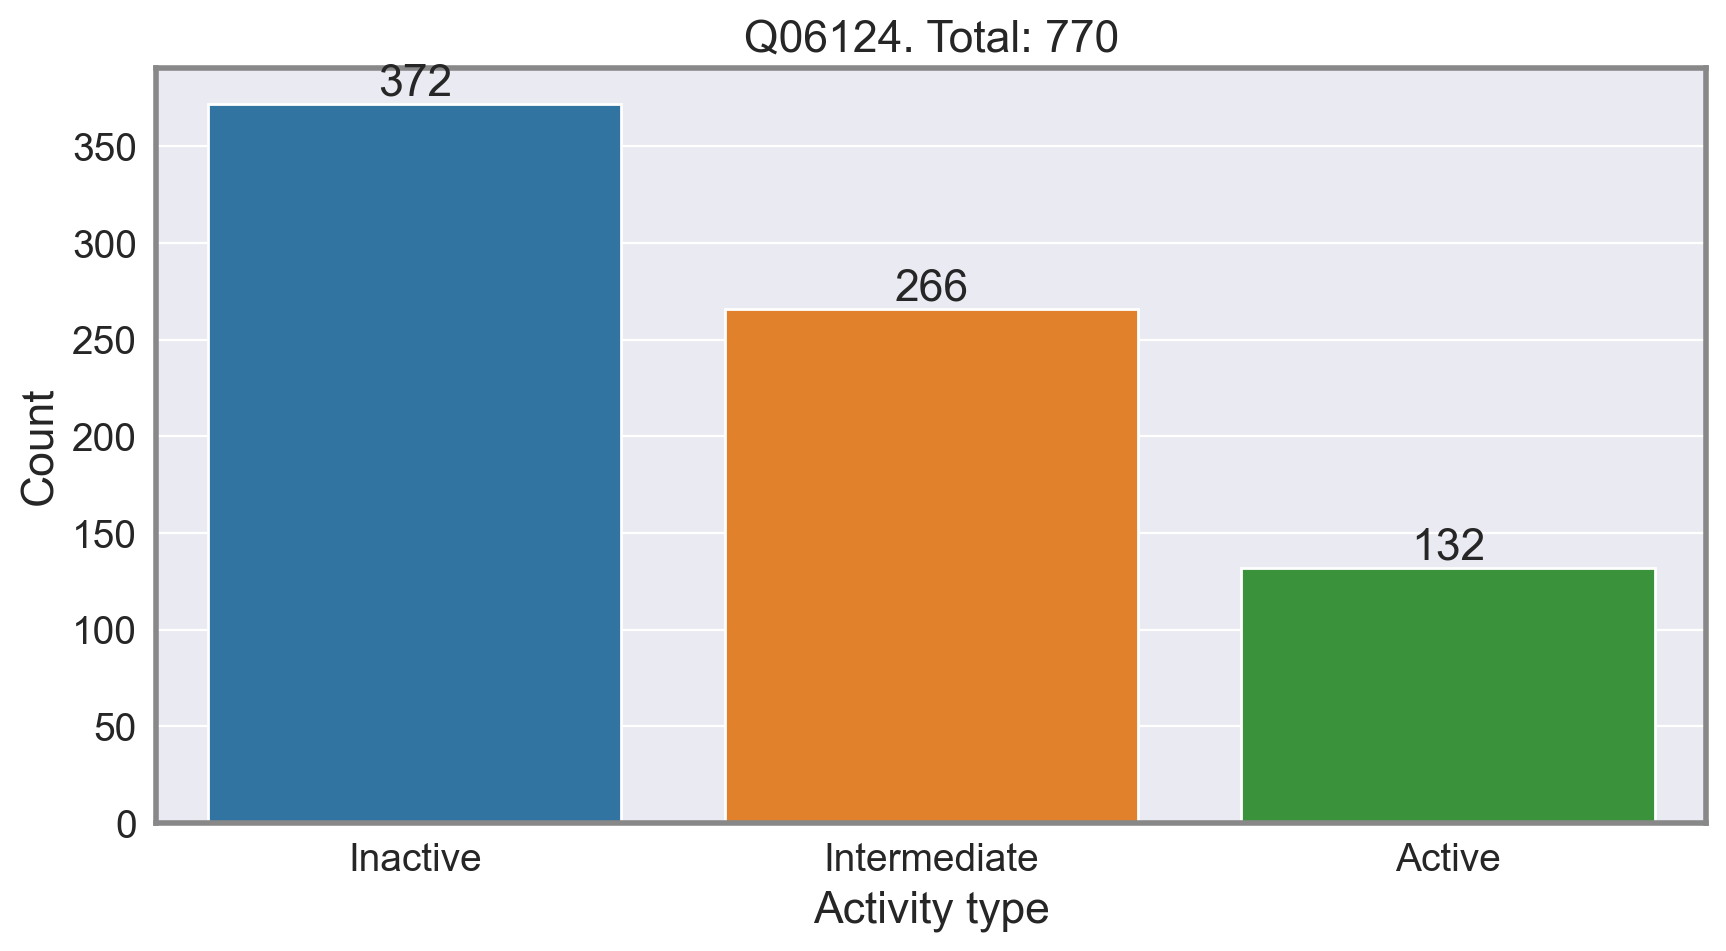 Q06124. Total: 770
372
266
132
350
300
250
200
150
100
50
0
Count
Inactive
Intermediate
Active
Activity type